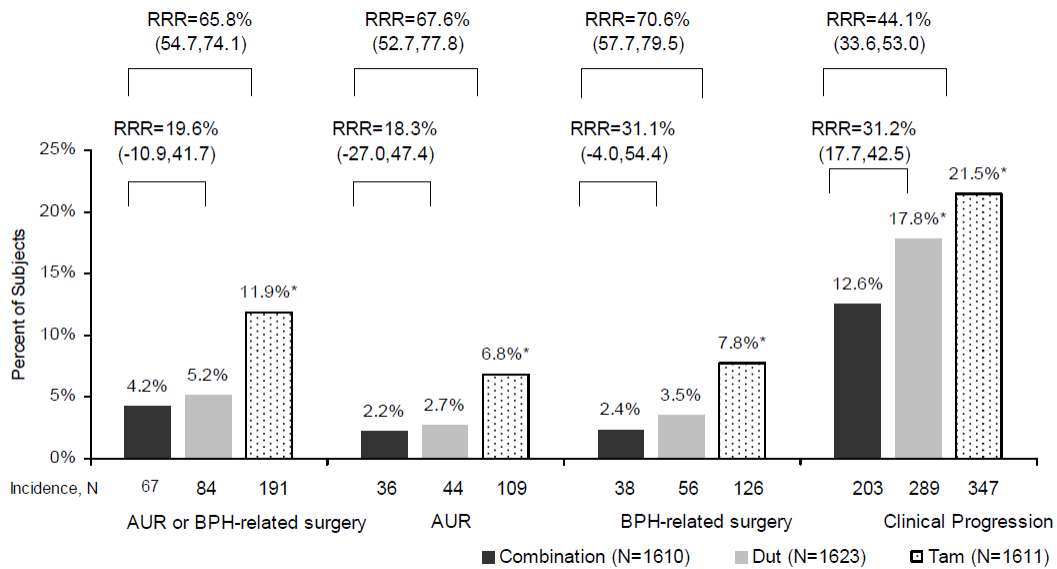 RRR=65.8% RRR=67.6% RRR=70.6% RRR=44.1%
(54.7,74.1) (52.7,77.8) (57.7,79.5) (33.6,53.0)
RRR=19.6% RRR=18.3% RRR=31.1% RRR=31.2%
(-10.9,41.7) (-27.0,47.4) (-4.0,54.4) (17.7,42.5)
25%
20%
15%
10%
5%
0%
Percent of Subjects
4.2% 5.2% 11.9%*
2.2% 2.7% 6.8%*
2.4% 3.5% 7.8%*
12.6% 17.8%* 21.5%*
Incidence, N 67 84 191 36 44 109 38 56 126 203 289 347
AUR or BPH-related surgery AUR BPH-related surgery Clinical Progression
Combination (N=1610) Dut (N=1623) Tam (N=1611)